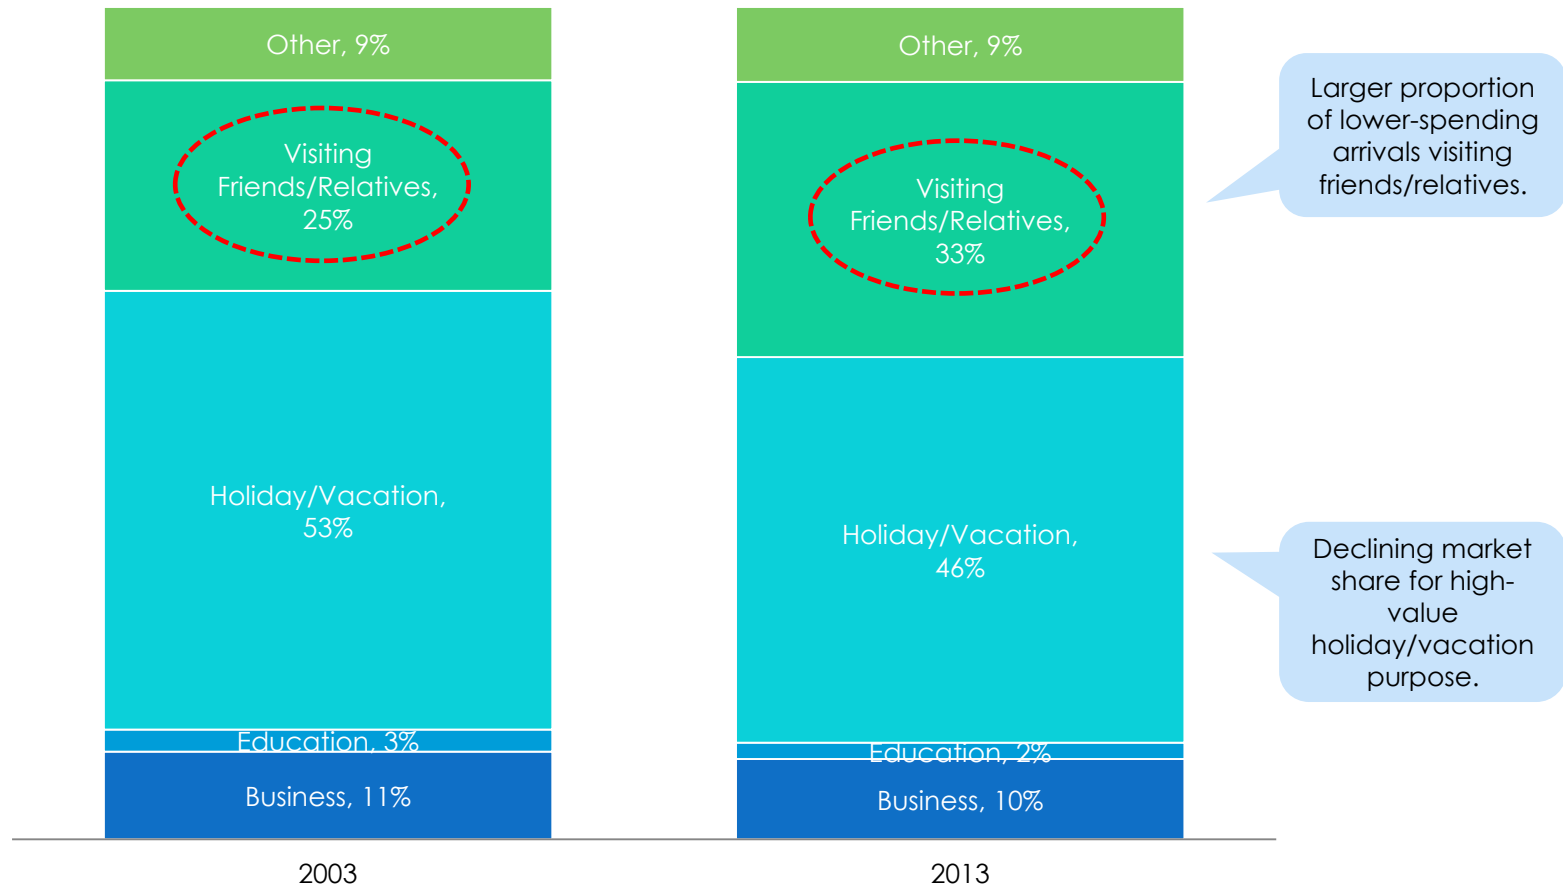 Other, 9%
Visiting
Friends/Relatives,
25%
Holiday/Vacation,
53%
Education, 3%
Business, 11%
2003
Other, 9%
Visiting
Friends/Relatives,
33%
Holiday/Vacation,
46%
Education, 2%
Business, 10%
2013
Larger proportion
of lower-spending
arrivals visiting
friends/relatives.
Declining market
share for high-
value
holiday/vacation
purpose.